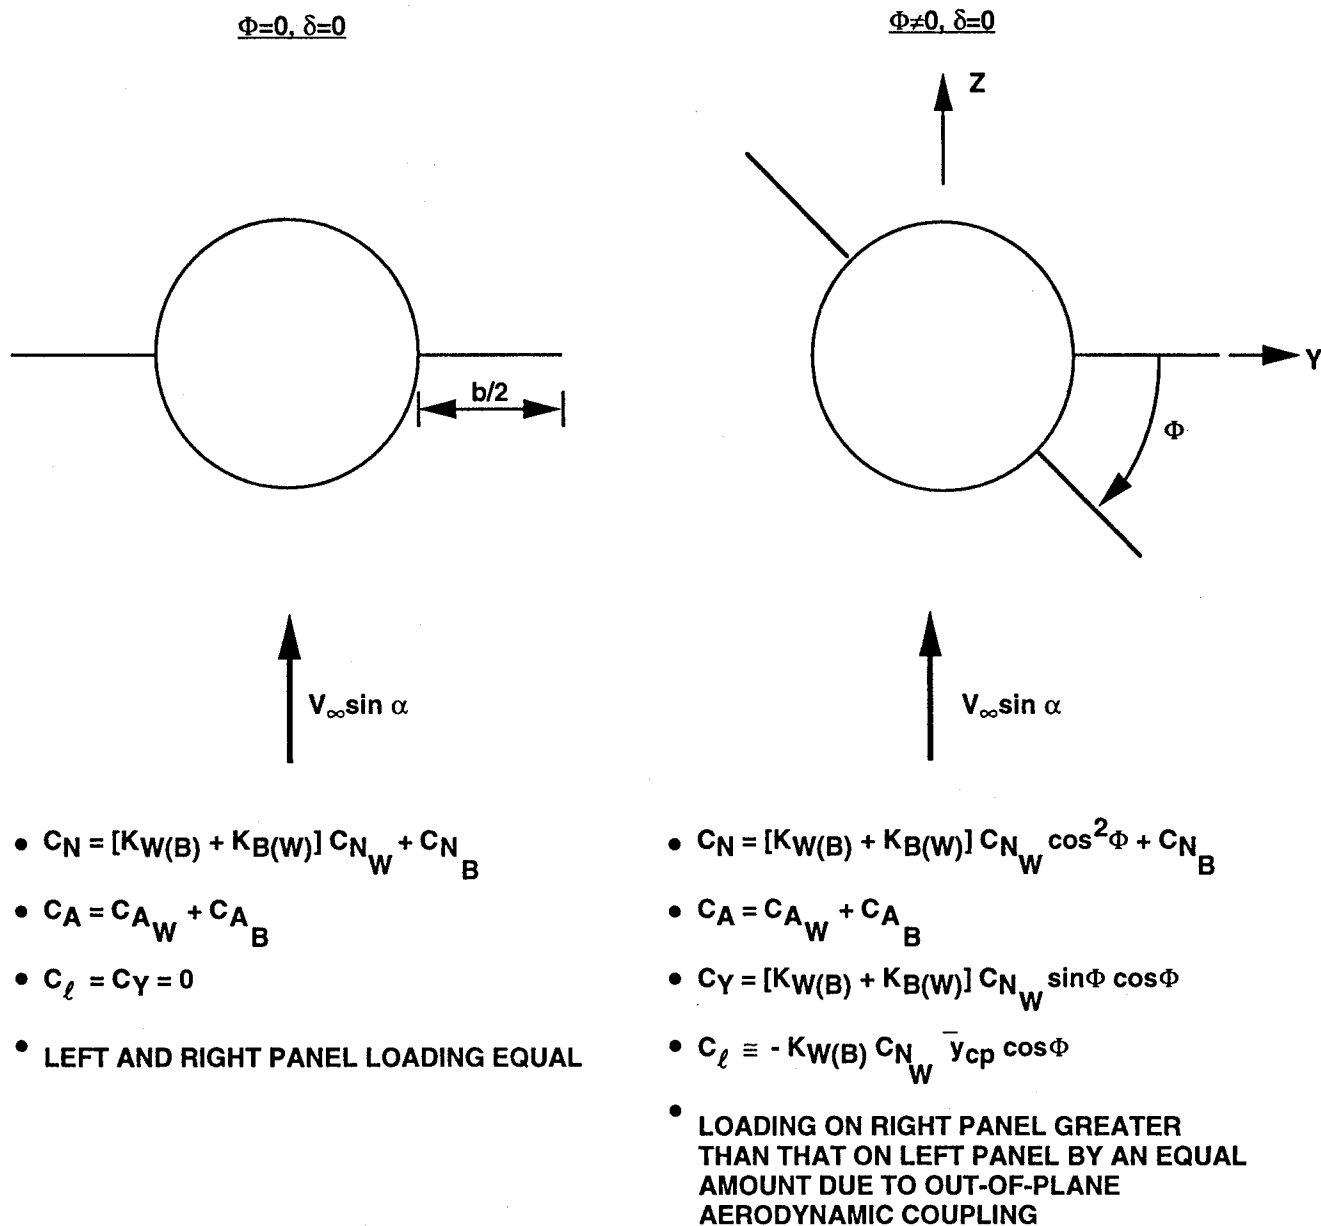 Φ=0, δ=0
b/2
V∞sin α
• CN = [KW(B) + KB(W)] CNW + CNB
• CA = CAW + CAB
• Cℓ = CY = 0
• LEFT AND RIGHT PANEL LOADING EQUAL
Φ≠0, δ=0
Z
Y
Φ
V∞sin α
• CN = [KW(B) + KB(W)] CNW cos²Φ + CNB
• CA = CAW + CAB
• CY = [KW(B) + KB(W)] CNW sinΦ cosΦ
• Cℓ ≅ - KW(B) CNW y̅cp cosΦ
• LOADING ON RIGHT PANEL GREATER
THAN THAT ON LEFT PANEL BY AN EQUAL
AMOUNT DUE TO OUT-OF-PLANE
AERODYNAMIC COUPLING